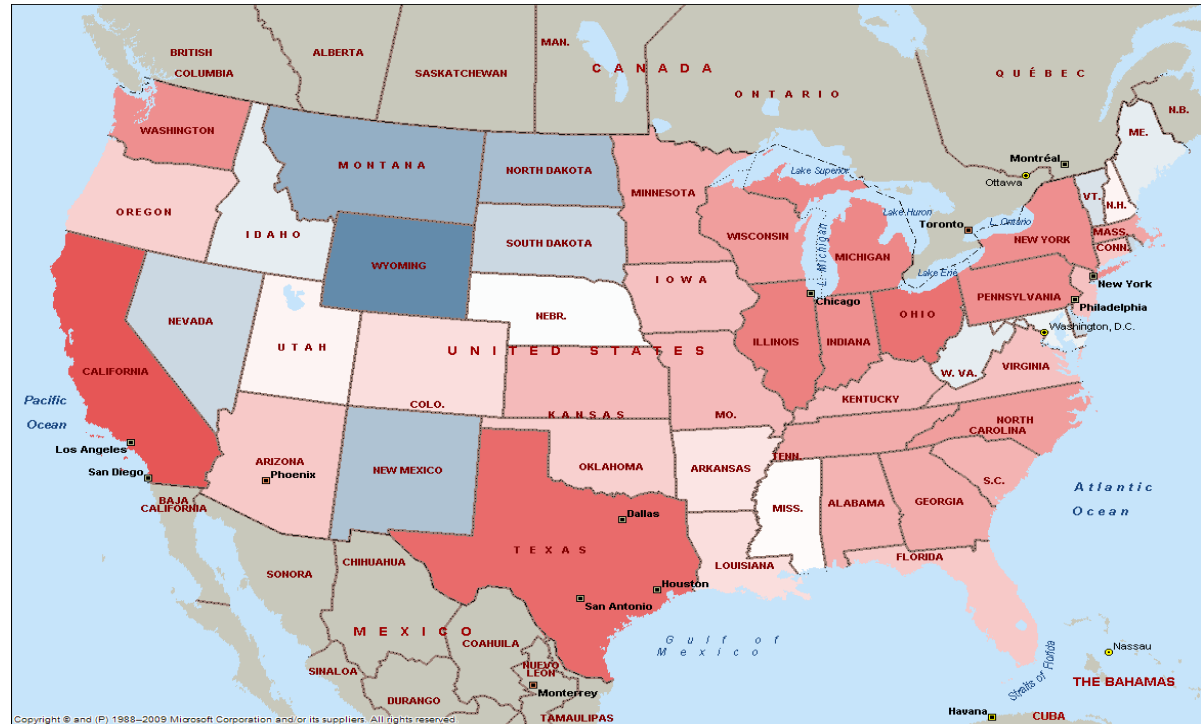 BRITISH
COLUMBIA
ALBERTA
SASKATCHEWAN
MAN.
CANADA
ONTARIO
QUÉBEC
N.B.
WASHINGTON
MONTANA
NORTH DAKOTA
MINNESOTA
Lake Superior
Montréal
Ottawa
ME.
OREGON
IDAHO
SOUTH DAKOTA
WISCONSIN
L. Michigan
Lake Huron
MICHIGAN
Toronto
L. Ontario
VT.
N.H.
NEW YORK
MASS.
CONN.
WYOMING
IOWA
Lake Erie
New York
Chicago
PENNSYLVANIA
Philadelphia
NEVADA
UTAH
NEBR.
UNITED STATES
ILLINOIS
INDIANA
OHIO
Washington, D.C.
W. VA.
VIRGINIA
CALIFORNIA
COLO.
KANSAS
MO.
KENTUCKY
NORTH
CAROLINA
Pacific
Ocean
Los Angeles
San Diego
ARIZONA
Phoenix
NEW MEXICO
OKLAHOMA
ARKANSAS
TENN.
S.C.
MISS.
ALABAMA
GEORGIA
Atlantic
Ocean
BAJA
CALIFORNIA
Dallas
TEXAS
LOUISIANA
FLORIDA
SONORA
CHIHUAHUA
Houston
San Antonio
MEXICO
COAHUILA
Gulf of
Mexico
SINALOA
DURANGO
NUEVO
LEÓN
Monterrey
TAMAULIPAS
Straits of Florida
Nassau
THE BAHAMAS
Havana
CUBA
Copyright © and (P) 1988–2009 Microsoft Corporation and/or its suppliers. All rights reserved